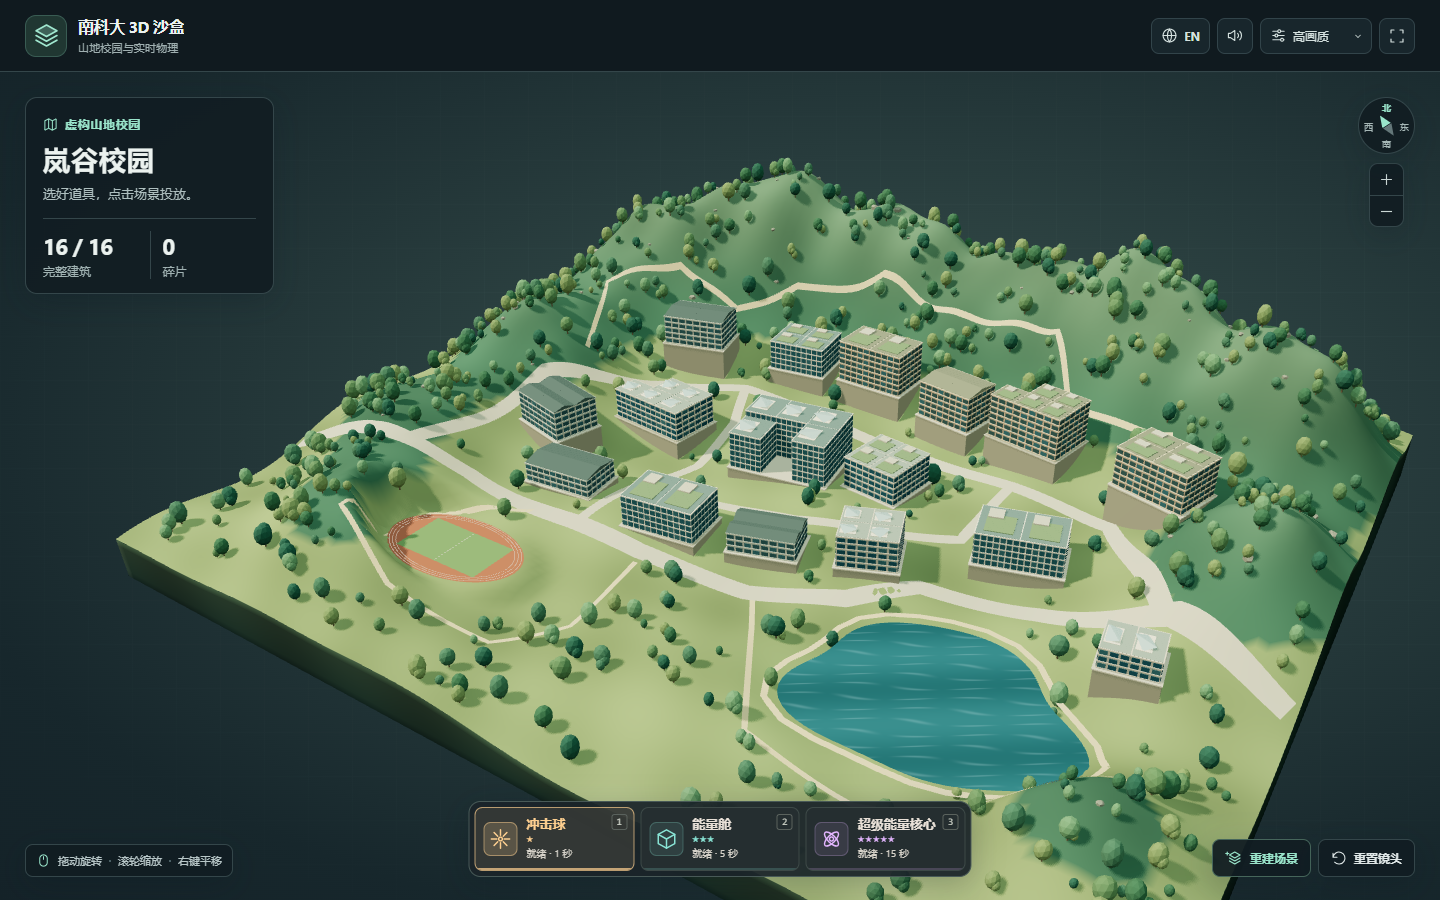 南科大 3D 沙盒
山地校园与实时物理
EN
高画质
虚构山地校园
岚谷校园
选好道具，点击场景投放。
16 / 16
完整建筑
0
碎片
北
西
东
南
+
−
冲击球
1
★
就绪 · 1 秒
能量舱
2
★★★
就绪 · 5 秒
超级能量核心
3
★★★★★
就绪 · 15 秒
拖动旋转 · 滚轮缩放 · 右键平移
重建场景
重置镜头